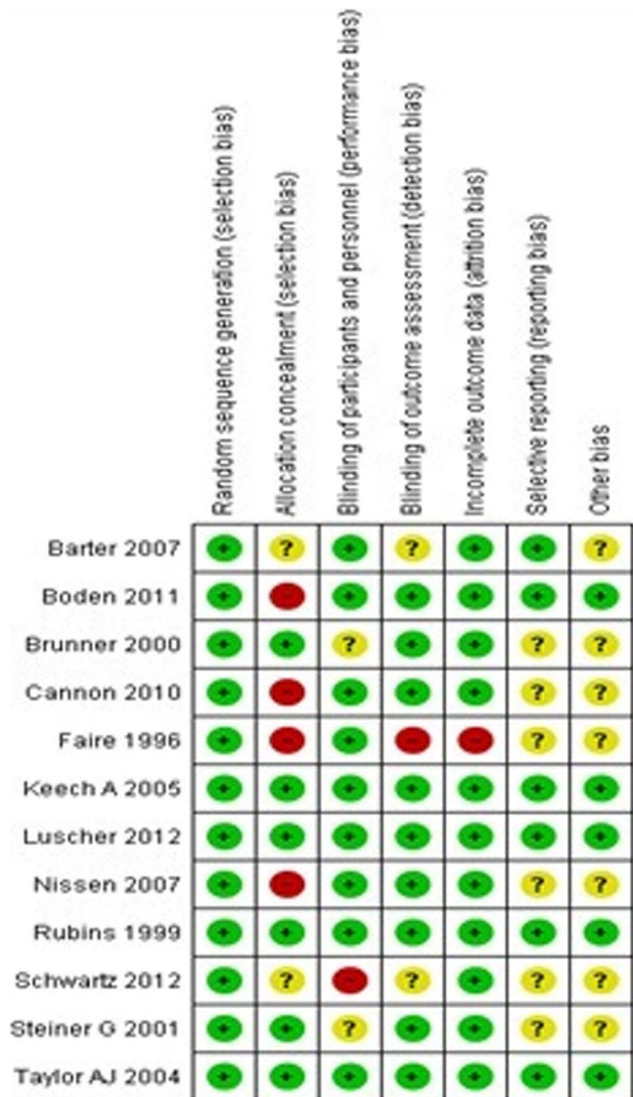 Random sequence generation (selection bias)
Allocation concealment (selection bias)
Blinding of participants and personnel (performance bias)
Blinding of outcome assessment (detection bias)
Incomplete outcome data (attrition bias)
Selective reporting (reporting bias)
Other bias
Barter 2007 + ? + ? + + ?
Boden 2011 + - + + + + +
Brunner 2000 + + ? + + ? ?
Cannon 2010 + - + + + ? ?
Faire 1996 + - + - - ? ?
Keech A 2005 + + + + + + +
Luscher 2012 + + + + + + +
Nissen 2007 + - + + + ? ?
Rubins 1999 + + + + + + +
Schwartz 2012 + ? - ? + ? ?
Steiner G 2001 + + ? + + ? ?
Taylor AJ 2004 + + + + + + +